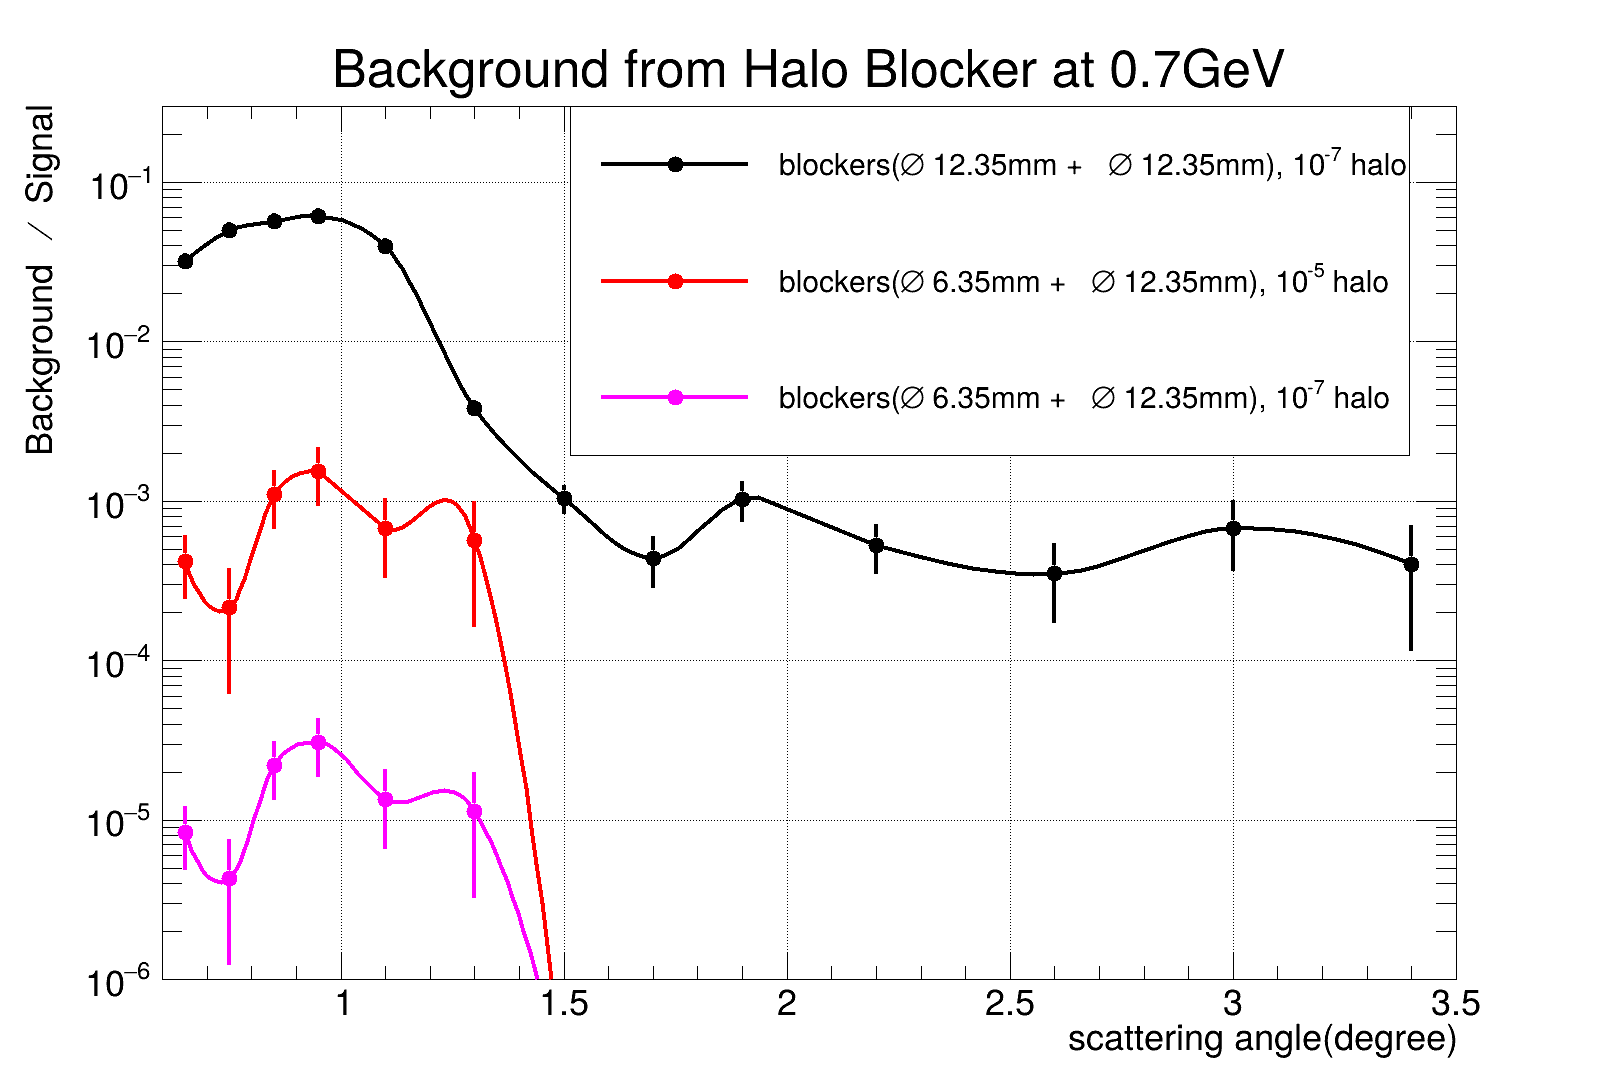 Background from Halo Blocker at 0.7GeV
Background / Signal
10⁻¹
10⁻²
10⁻³
10⁻⁴
10⁻⁵
10⁻⁶
blockers(∅ 12.35mm + ∅ 12.35mm), 10⁻⁷ halo
blockers(∅ 6.35mm + ∅ 12.35mm), 10⁻⁵ halo
blockers(∅ 6.35mm + ∅ 12.35mm), 10⁻⁷ halo
1 1.5 2 2.5 3 3.5
scattering angle(degree)